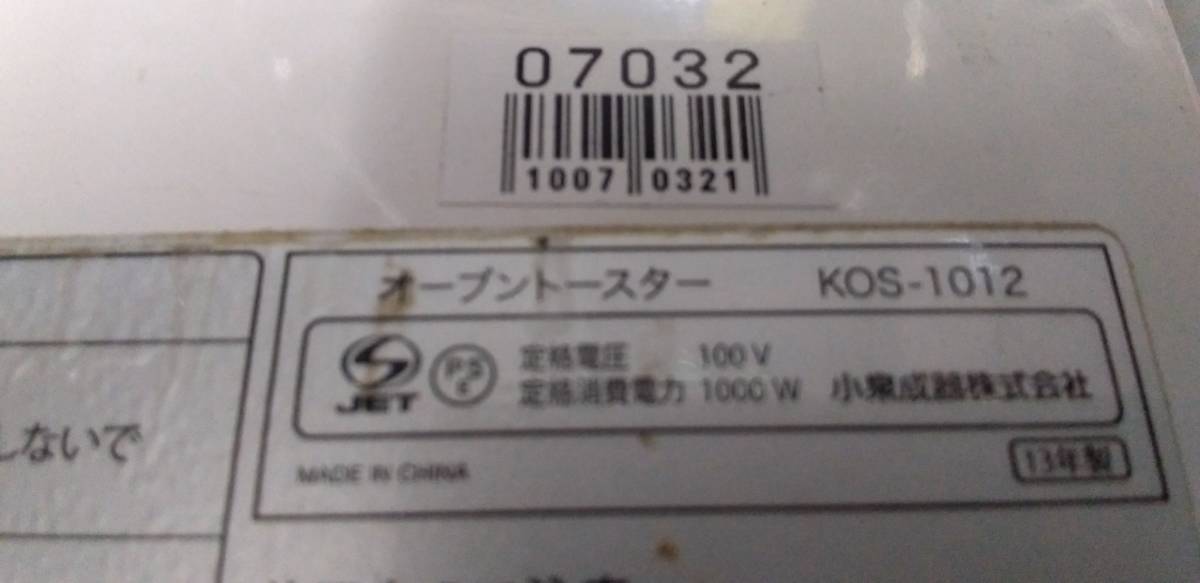 07032
1007 0321
オーブントースター KOS-1012
JET PSE 定格電圧 100V
定格消費電力 1000W 小泉成器株式会社
しないで
MADE IN CHINA
13年製